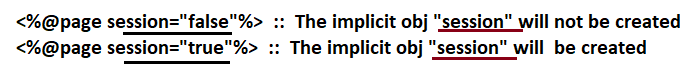 <%@page session="false"%> :: The implicit obj "session" will not be created
<%@page session="true"%> :: The implicit obj "session" will be created